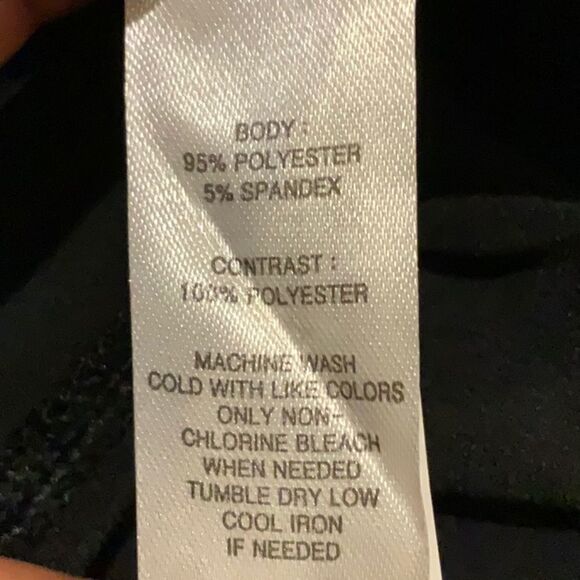 BODY :
95% POLYESTER
5% SPANDEX
CONTRAST :
100% POLYESTER
MACHINE WASH
COLD WITH LIKE COLORS
ONLY NON-
CHLORINE BLEACH
WHEN NEEDED
TUMBLE DRY LOW
COOL IRON
IF NEEDED